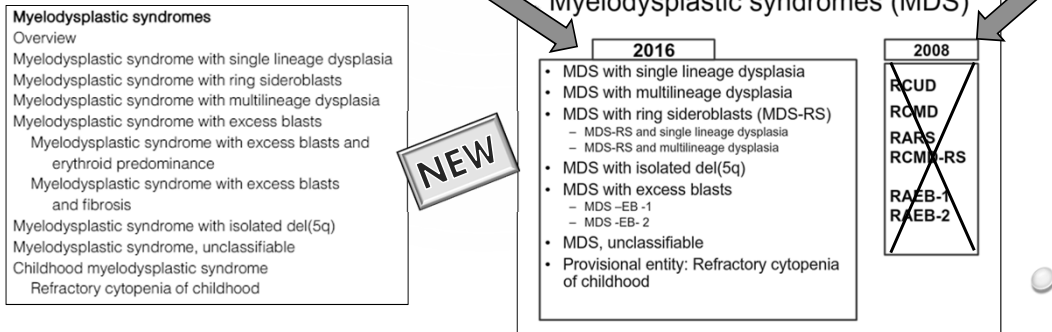 Myelodysplastic syndromes
Overview
Myelodysplastic syndrome with single lineage dysplasia
Myelodysplastic syndrome with ring sideroblasts
Myelodysplastic syndrome with multilineage dysplasia
Myelodysplastic syndrome with excess blasts
Myelodysplastic syndrome with excess blasts and
erythroid predominance
Myelodysplastic syndrome with excess blasts
and fibrosis
Myelodysplastic syndrome with isolated del(5q)
Myelodysplastic syndrome, unclassifiable
Childhood myelodysplastic syndrome
Refractory cytopenia of childhood
NEW
Myelodysplastic syndromes (MDS)
2016
• MDS with single lineage dysplasia
• MDS with multilineage dysplasia
• MDS with ring sideroblasts (MDS-RS)
– MDS-RS and single lineage dysplasia
– MDS-RS and multilineage dysplasia
• MDS with isolated del(5q)
• MDS with excess blasts
– MDS –EB -1
– MDS -EB- 2
• MDS, unclassifiable
• Provisional entity: Refractory cytopenia
of childhood
2008
RCUD
RCMD
RARS
RCMD-RS
RAEB-1
RAEB-2